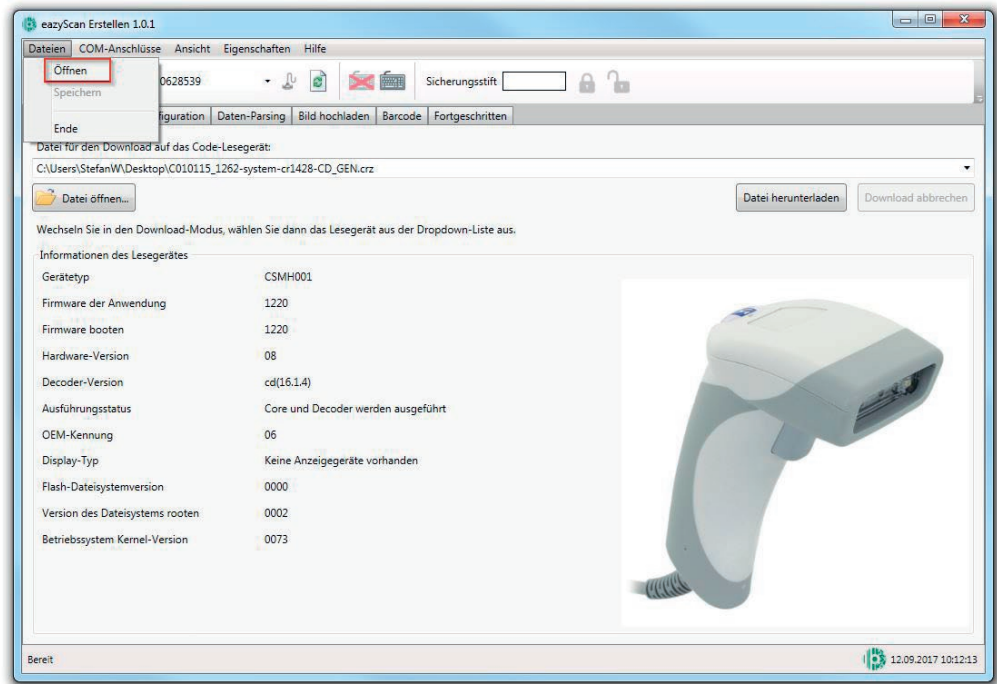 eazyScan Erstellen 1.0.1
Dateien COM-Anschlüsse Ansicht Eigenschaften Hilfe
Öffnen
Speichern
Ende
0628539
Sicherungsstift
Daten-Parsing Bild hochladen Barcode Fortgeschritten
Datei für den Download auf das Code-Lesegerät:
C:\Users\StefanW\Desktop\C010115_1262-system-cr1428-CD_GEN.crz
Datei öffnen... Datei herunterladen Download abbrechen
Wechseln Sie in den Download-Modus, wählen Sie dann das Lesegerät aus der Dropdown-Liste aus.
Informationen des Lesegerätes
Gerätetyp CSMH001
Firmware der Anwendung 1220
Firmware booten 1220
Hardware-Version 08
Decoder-Version cd(16.1.4)
Ausführungsstatus Core und Decoder werden ausgeführt
OEM-Kennung 06
Display-Typ Keine Anzeigegeräte vorhanden
Flash-Dateisystemversion 0000
Version des Dateisystems rooten 0002
Betriebssystem Kernel-Version 0073
Bereit 12.09.2017 10:12:13